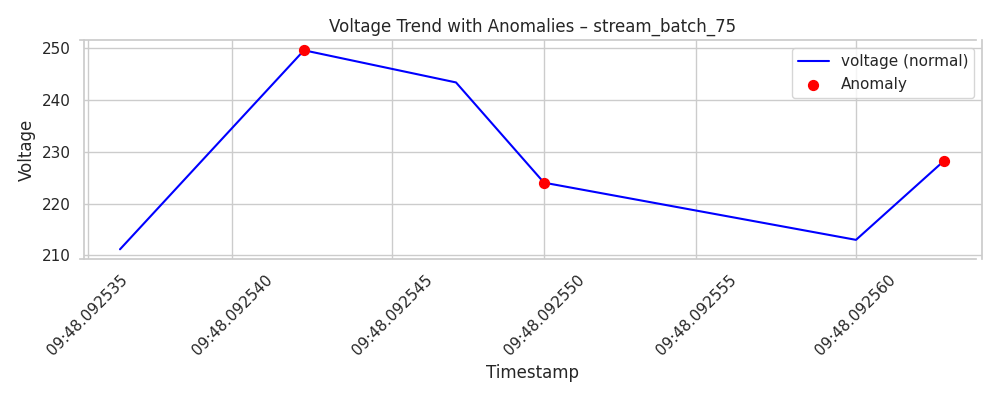 Voltage Trend with Anomalies – stream_batch_75
voltage (normal)
Anomaly
Voltage
250
240
230
220
210
09:48.092535
09:48.092540
09:48.092545
09:48.092550
09:48.092555
09:48.092560
Timestamp